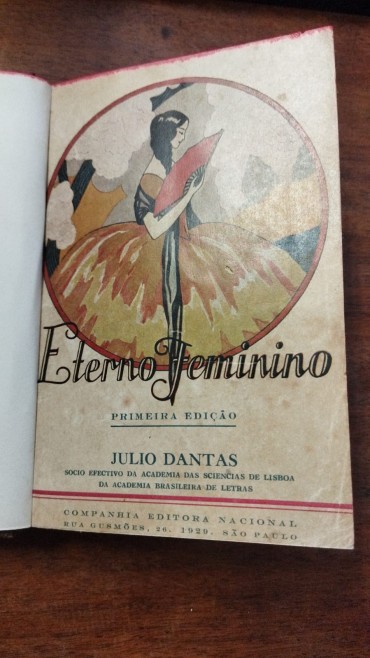 Eterno Feminino
PRIMEIRA EDIÇÃO
JULIO DANTAS
SOCIO EFECTIVO DA ACADEMIA DAS SCIENCIAS DE LISBOA
DA ACADEMIA BRASILEIRA DE LETRAS
COMPANHIA EDITORA NACIONAL
RUA GUSMÕES, 26. 1929. SÃO PAULO